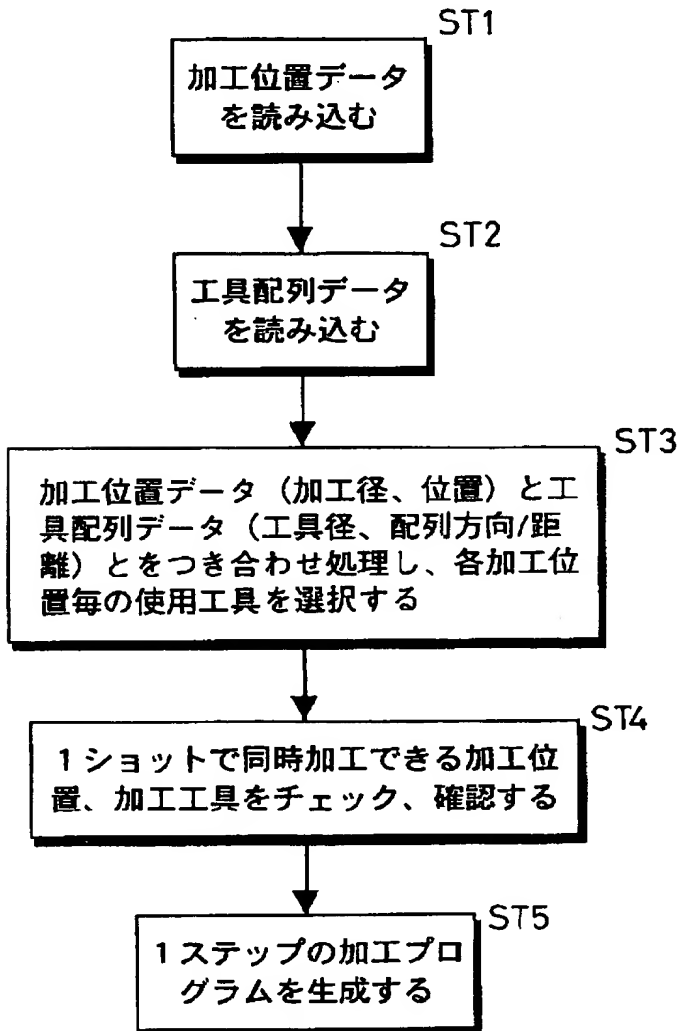 ST1
加工位置データ
を読み込む
ST2
工具配列データ
を読み込む
ST3
加工位置データ（加工径、位置）と工
具配列データ（工具径、配列方向/距
離）とをつき合わせ処理し、各加工位
置毎の使用工具を選択する
ST4
1ショットで同時加工できる加工位
置、加工工具をチェック、確認する
ST5
1ステップの加工プロ
グラムを生成する